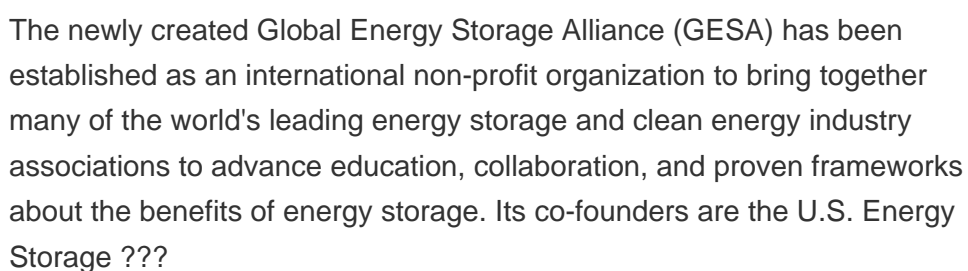 The newly created Global Energy Storage Alliance (GESA) has been
established as an international non-profit organization to bring together
many of the world's leading energy storage and clean energy industry
associations to advance education, collaboration, and proven frameworks
about the benefits of energy storage. Its co-founders are the U.S. Energy
Storage ???